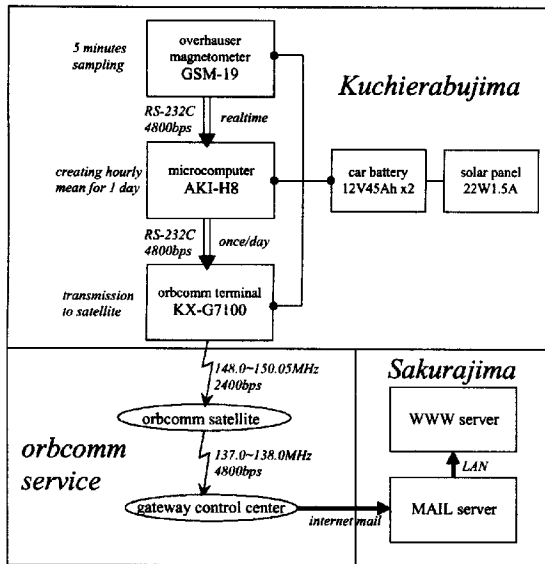 5 minutes
sampling
overhauser
magnetometer
GSM-19
Kuchierabujima
RS-232C
4800bps
realtime
creating hourly
mean for 1 day
microcomputer
AKI-H8
car battery
12V45Ah x2
solar panel
22W1.5A
RS-232C
4800bps
once/day
transmission
to satellite
orbcomm terminal
KX-G7100
148.0~150.05MHz
2400bps
Sakurajima
orbcomm satellite
WWW server
137.0~138.0MHz
4800bps
orbcomm
service
LAN
gateway control center
internet mail
MAIL server